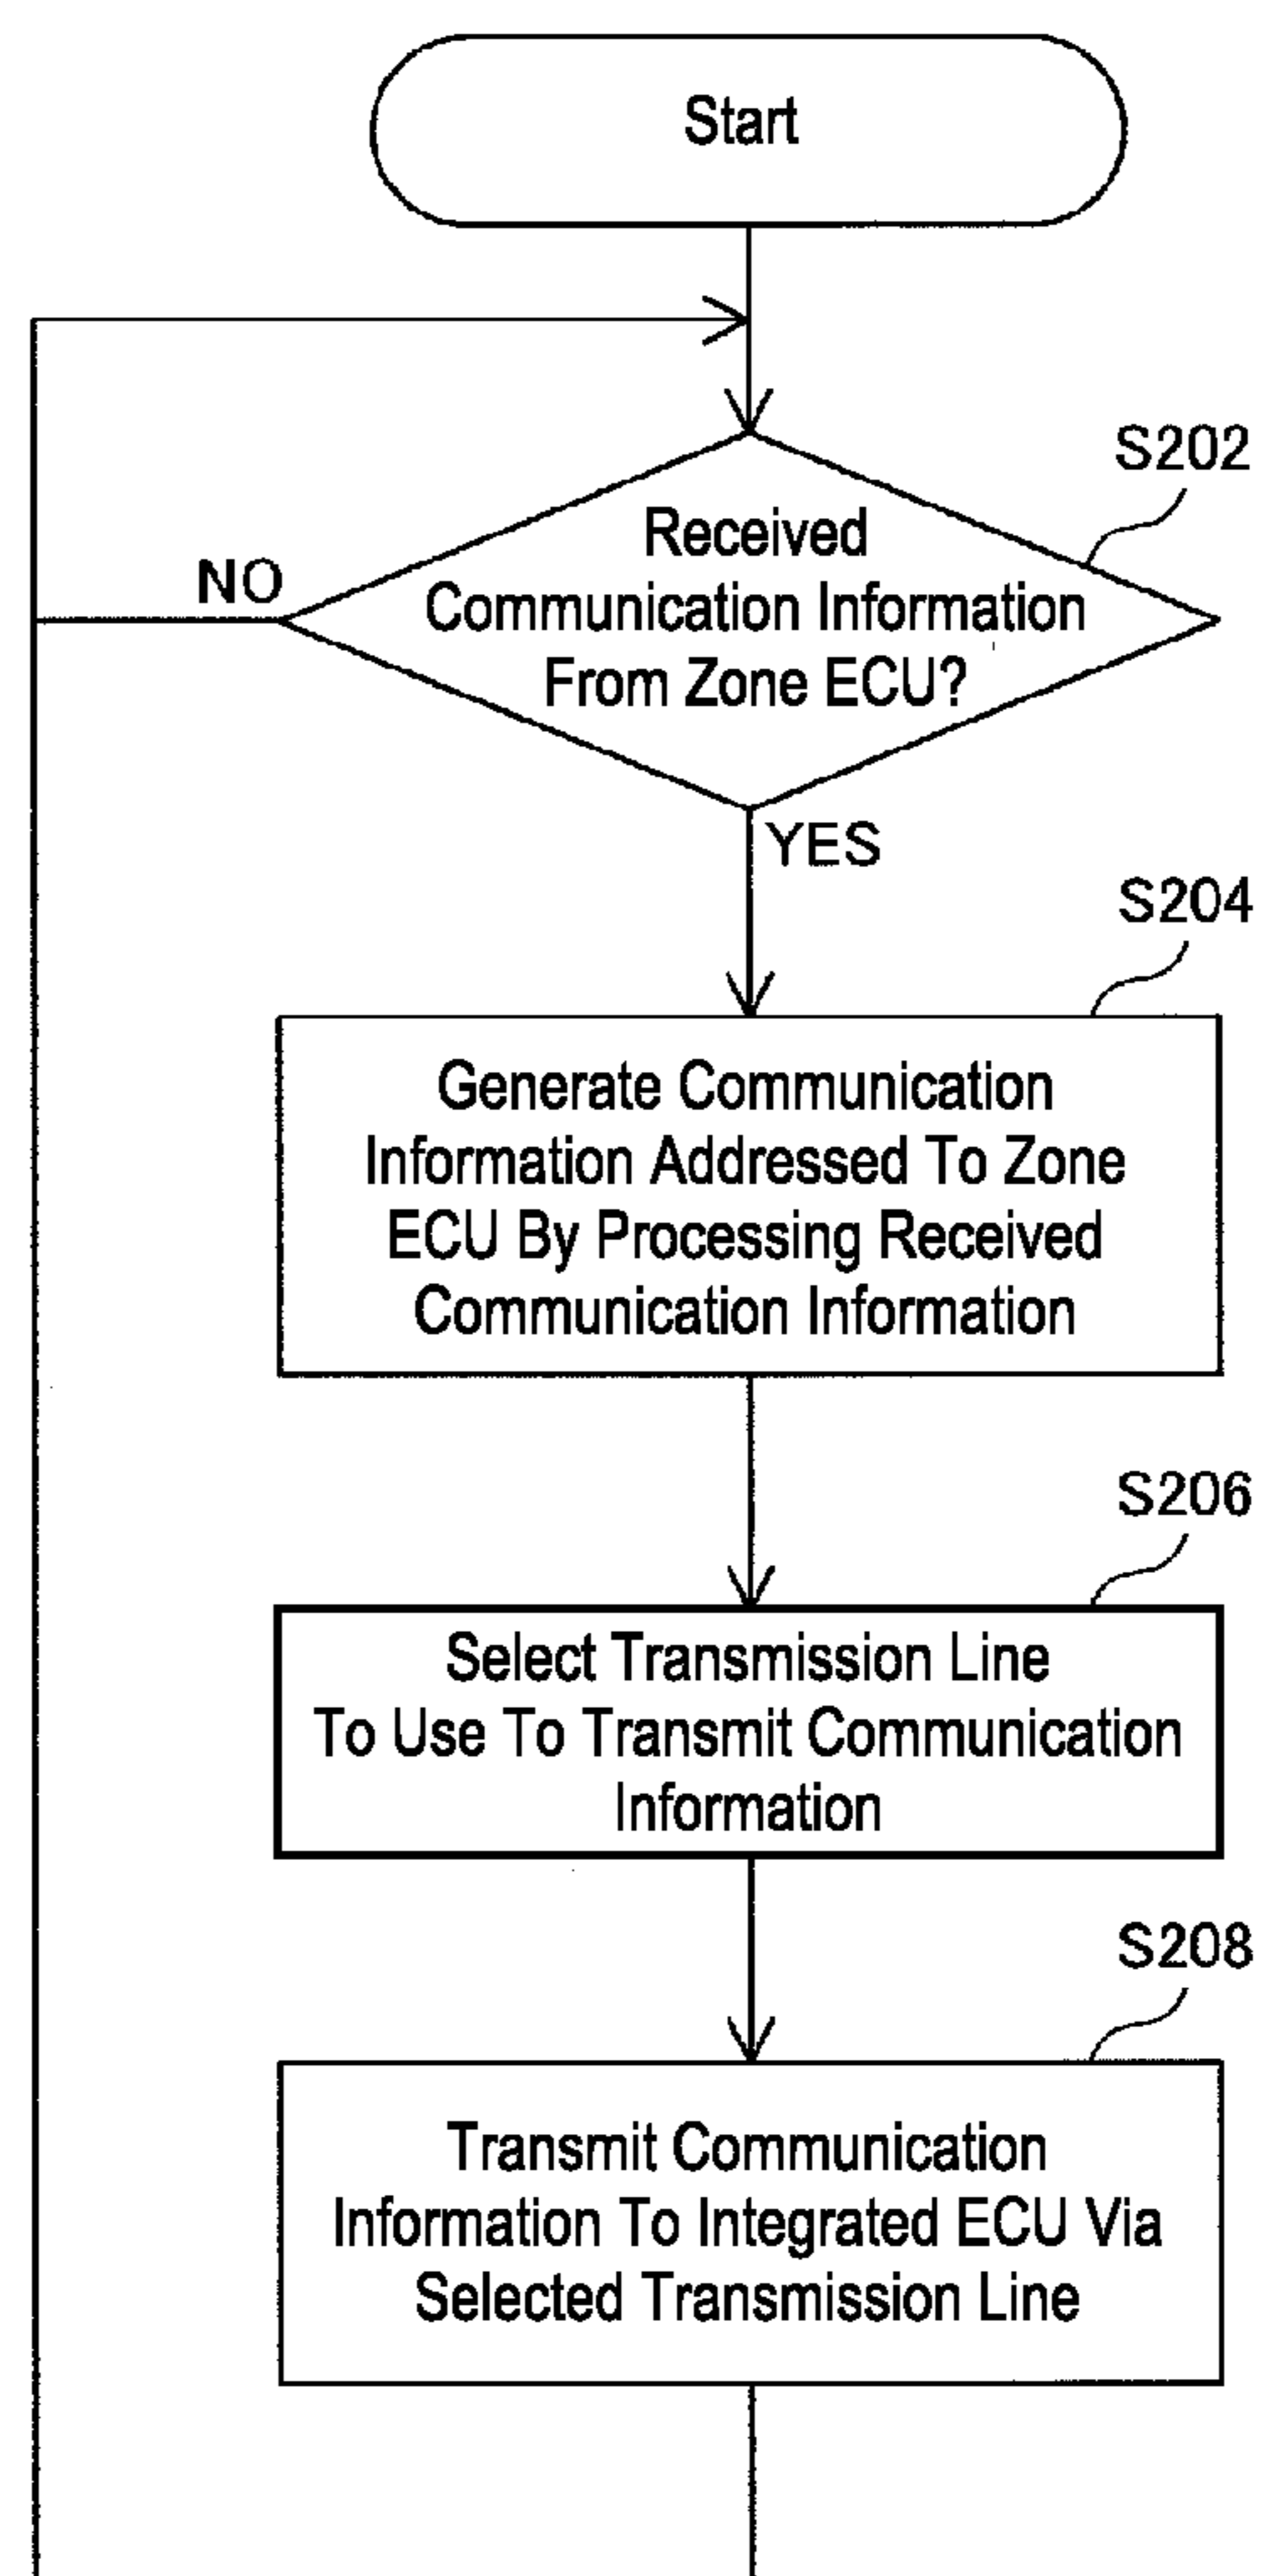 Start
S202
Received
Communication Information
From Zone ECU?
NO
YES
S204
Generate Communication
Information Addressed To Zone
ECU By Processing Received
Communication Information
S206
Select Transmission Line
To Use To Transmit Communication
Information
S208
Transmit Communication
Information To Integrated ECU Via
Selected Transmission Line